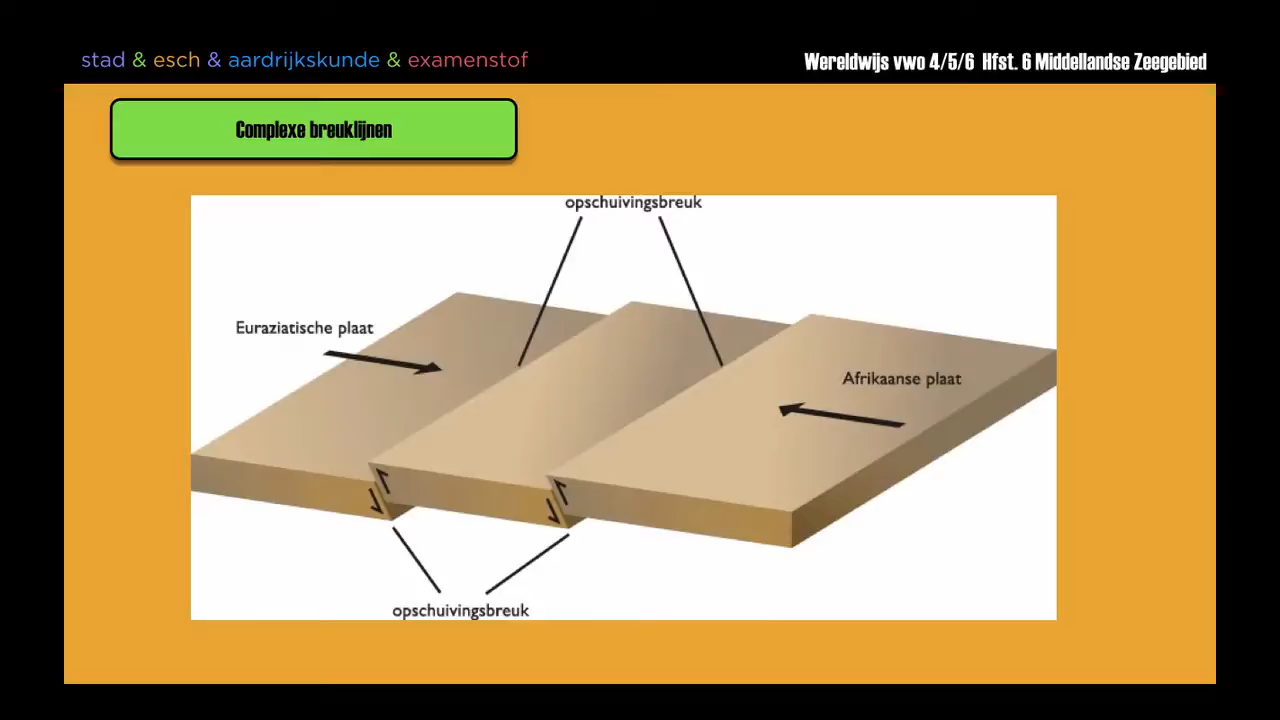 stad & esch & aardrijkskunde & examenstof
Wereldwijs vwo 4/5/6 Hfst. 6 Middellandse Zeegebied
Complexe breuklijnen
opschuivingsbreuk
Euraziatische plaat
Afrikaanse plaat
opschuivingsbreuk